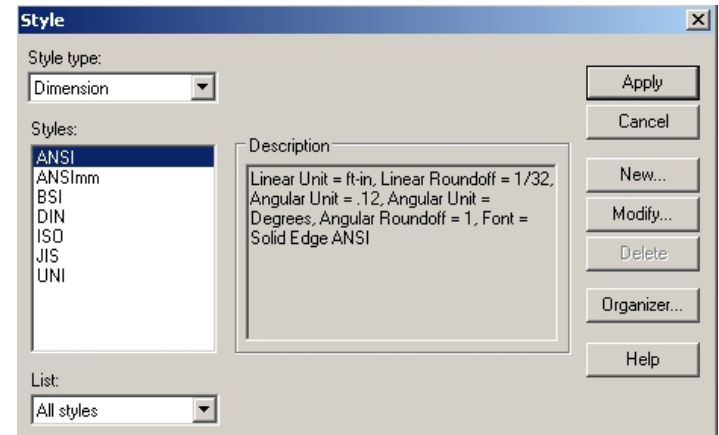 Style
Style type:
Dimension
Styles:
ANSI
ANSImm
BSI
DIN
ISO
JIS
UNI
List:
All styles
Description
Linear Unit = ft-in, Linear Roundoff = 1/32,
Angular Unit = .12, Angular Unit =
Degrees, Angular Roundoff = 1, Font =
Solid Edge ANSI
Apply
Cancel
New...
Modify...
Delete
Organizer...
Help